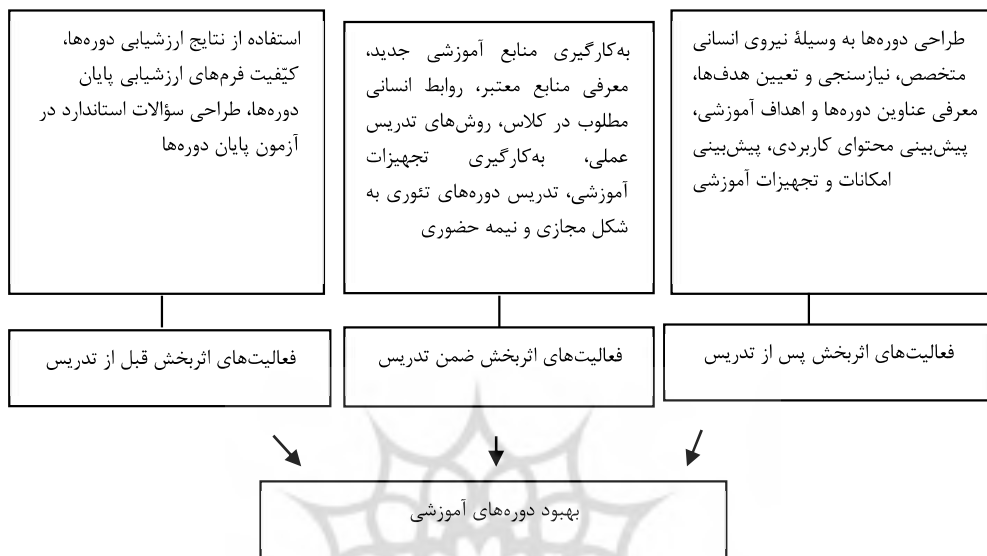 طراحی دوره‌ها به وسیلهٔ نیروی انسانی
متخصص، نیازسنجی و تعیین هدف‌ها،
معرفی عناوین دوره‌ها و اهداف آموزشی،
پیش‌بینی محتوای کاربردی، پیش‌بینی
امکانات و تجهیزات آموزشی
به‌کارگیری منابع آموزشی جدید،
معرفی منابع معتبر، روابط انسانی
مطلوب در کلاس، روش‌های تدریس
عملی، به‌کارگیری تجهیزات
آموزشی، تدریس دوره‌های تئوری به
شکل مجازی و نیمه حضوری
استفاده از نتایج ارزشیابی دوره‌ها،
کیّفیت فرم‌های ارزشیابی پایان
دوره‌ها، طراحی سؤالات استاندارد در
آزمون پایان دوره‌ها
فعالیت‌های اثربخش پس از تدریس
فعالیت‌های اثربخش ضمن تدریس
فعالیت‌های اثربخش قبل از تدریس
بهبود دوره‌های آموزشی